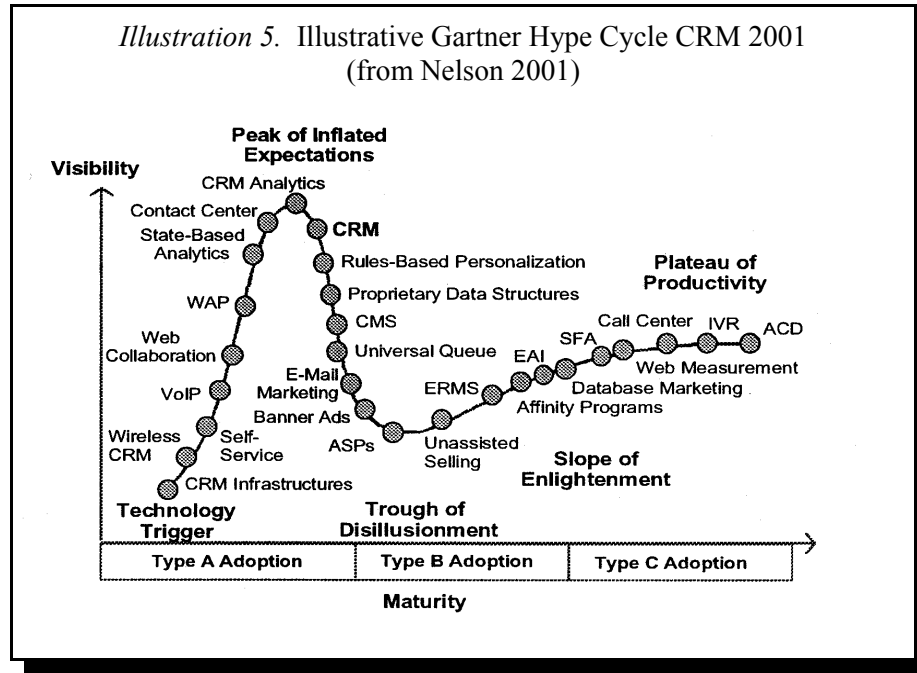 Illustration 5. Illustrative Gartner Hype Cycle CRM 2001
(from Nelson 2001)
Peak of Inflated
Expectations
Visibility
CRM Analytics
Contact Center
CRM
State-Based
Analytics
Rules-Based Personalization
Plateau of
Productivity
WAP
Proprietary Data Structures
CMS
Call Center
IVR
ACD
Web
Collaboration
Universal Queue
SFA
EAI
Web Measurement
E-Mail
Marketing
VoIP
ERMS
Database Marketing
Banner Ads
Affinity Programs
Wireless
CRM
Self-
Service
ASPs
Unassisted
Selling
Slope of
Enlightenment
CRM Infrastructures
Technology
Trigger
Trough of
Disillusionment
Type A Adoption
Type B Adoption
Type C Adoption
Maturity